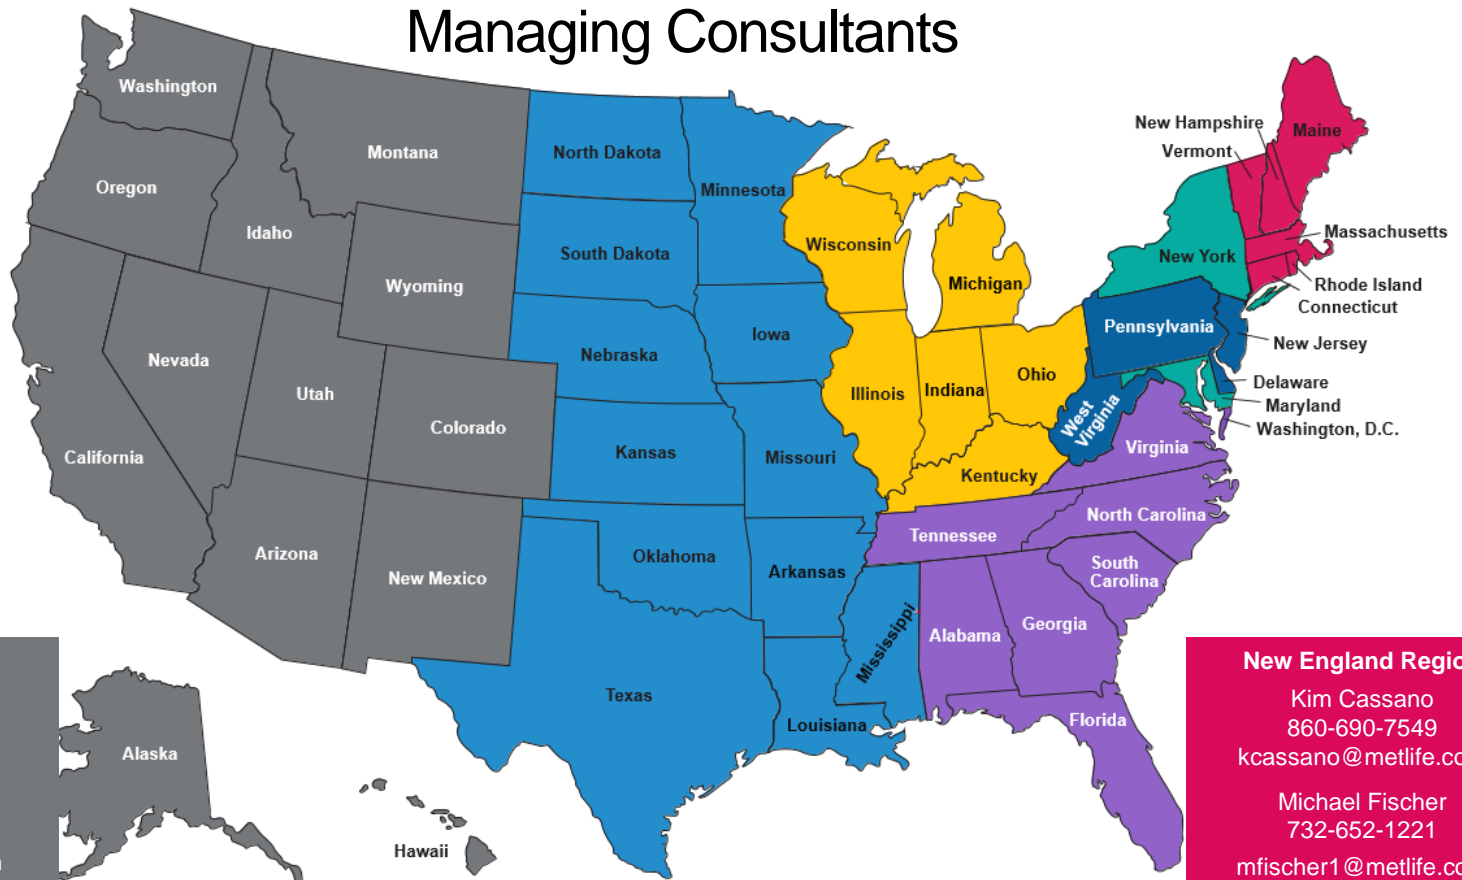 Managing Consultants
Washington
Oregon
Montana
Idaho
Wyoming
Nevada
Utah
California
Colorado
Arizona
New Mexico
Alaska
Hawaii
North Dakota
South Dakota
Nebraska
Kansas
Oklahoma
Texas
Minnesota
Iowa
Missouri
Arkansas
Louisiana
Mississippi
Wisconsin
Michigan
Illinois
Indiana
Ohio
Kentucky
Tennessee
Alabama
Georgia
Florida
South
Carolina
North Carolina
Virginia
West
Virginia
Pennsylvania
New York
New Hampshire
Vermont
Maine
Massachusetts
Rhode Island
Connecticut
New Jersey
Delaware
Maryland
Washington, D.C.
New England Regio
Kim Cassano
860-690-7549
kcassano@metlife.co
Michael Fischer
732-652-1221
mfischer1@metlife.co